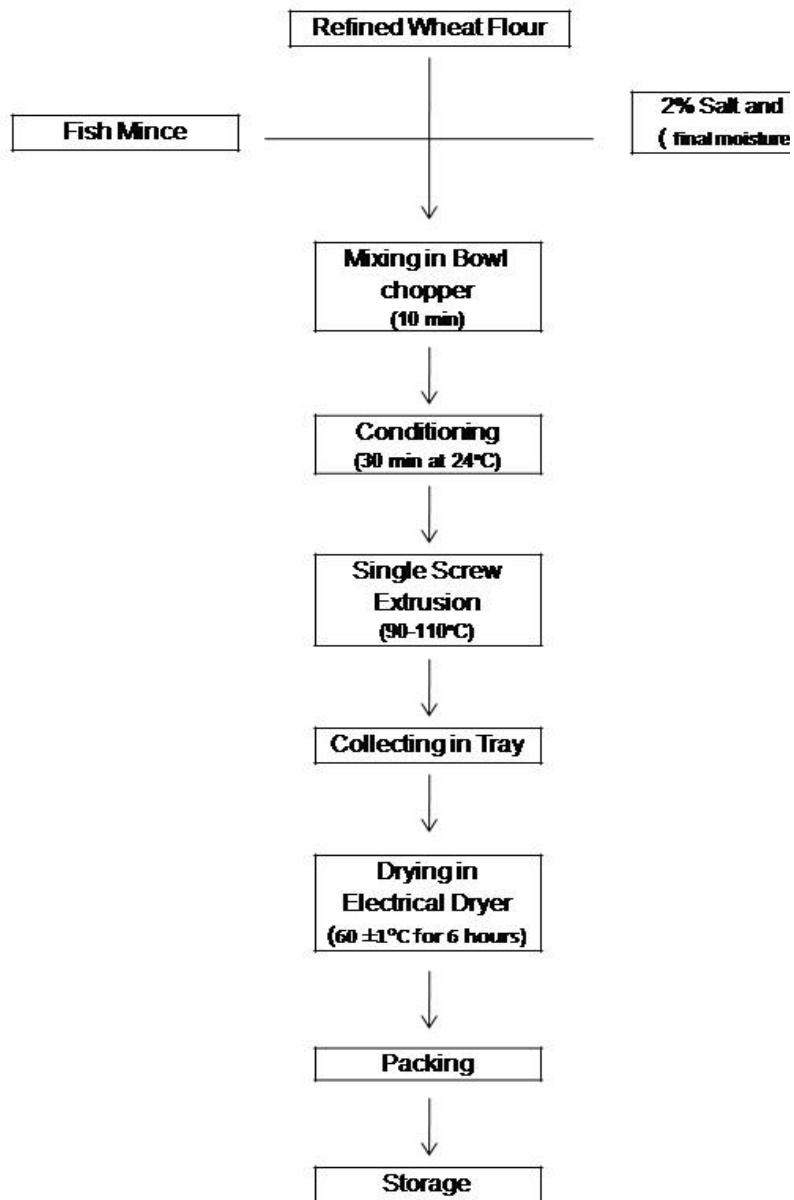 Refined Wheat Flour
Fish Mince
2% Salt and
( final moisture
Mixing in Bowl
chopper
(10 min)
Conditioning
(30 min at 24°C)
Single Screw
Extrusion
(90-110°C)
Collecting in Tray
Drying in
Electrical Dryer
(60 ±1°C for 6 hours)
Packing
Storage